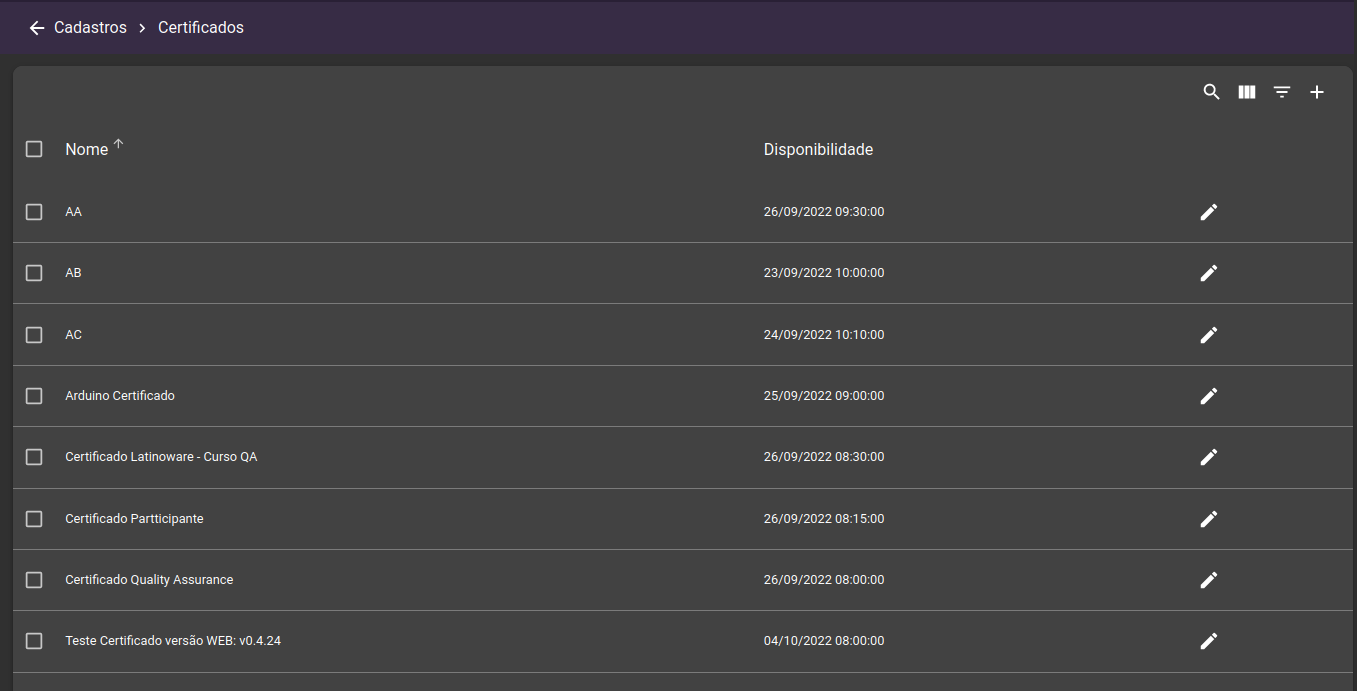 Cadastros > Certificados
Nome Disponibilidade
AA 26/09/2022 09:30:00
AB 23/09/2022 10:00:00
AC 24/09/2022 10:10:00
Arduino Certificado 25/09/2022 09:00:00
Certificado Latinoware - Curso QA 26/09/2022 08:30:00
Certificado Partticipante 26/09/2022 08:15:00
Certificado Quality Assurance 26/09/2022 08:00:00
Teste Certificado versão WEB: v0.4.24 04/10/2022 08:00:00